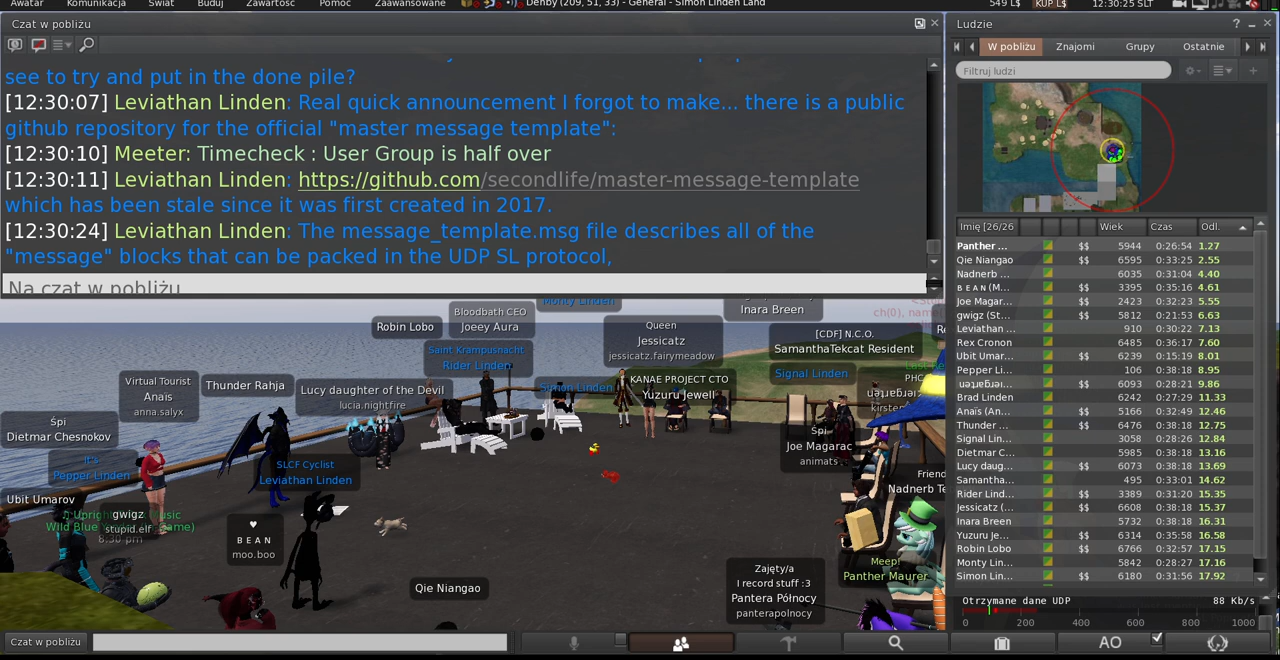 Awatar Komunikacja Świat Buduj Zawartość Pomoc Zaawansowane Denby (209, 51, 33) - General - Simon Linden Land 549 L$ KUP L$ 12:30:25 SLT
Czat w pobliżu
see to try and put in the done pile?
[12:30:07] Leviathan Linden: Real quick announcement I forgot to make... there is a public
github repository for the official "master message template":
[12:30:10] Meeter: Timecheck : User Group is half over
[12:30:11] Leviathan Linden: https://github.com/secondlife/master-message-template
which has been stale since it was first created in 2017.
[12:30:24] Leviathan Linden: The message_template.msg file describes all of the
"message" blocks that can be packed in the UDP SL protocol,
Na czat w pobliżu
Monty Linden
Inara Breen
ch(0), name
Bloodbath CEO
Joeey Aura
Robin Lobo
Queen
Jessicatz
jessicatz.fairymeadow
[CDF] N.C.O.
SamanthaTekcat Resident
Saint Krampusnacht
Rider Linden
Signal Linden
Simon Linden
KANAE PROJECT CTO
Yuzuru Jewell
Virtual Tourist
Anaïs
anna.salyx
Thunder Rahja
Lucy daughter of the Devil
lucia.nightfire
Śpi
Dietmar Chesnokov
Śpi
Joe Magarac
animats
It's
Pepper Linden
SLCF Cyclist
Leviathan Linden
Friend
Nadnerb Te
Ubit Umarov
gwigz
stupid.elf
8:30 pm
♥
B E A N
moo.boo
Qie Niangao
Meep!
Panther Maurer
Zajęty/a
I record stuff :3
Pantera Północy
panterapolnocy
Czat w pobliżu
Ludzie
W pobliżu Znajomi Grupy Ostatnie
Filtruj ludzi
Imię [26/26 Wiek Czas Odl.
Panther ... $$ 5944 0:26:54 1.27
Qie Niangao $$ 6595 0:33:25 2.55
Nadnerb ... 6035 0:31:04 4.40
B E A N (M... $$ 3395 0:35:16 4.61
Joe Magar... $$ 2423 0:32:23 5.55
gwigz (St... $$ 5812 0:21:53 6.63
Leviathan ... 910 0:30:22 7.13
Rex Cronon 6485 0:36:17 7.60
Ubit Umar... $$ 6239 0:15:19 8.01
Pepper Li... 106 0:38:18 8.95
$$ 6093 0:28:21 9.86
Brad Linden 6242 0:27:29 11.33
Anaïs (An... $$ 5166 0:32:49 12.46
Thunder ... $$ 6476 0:38:18 12.75
Signal Lin... 3058 0:28:26 12.84
Dietmar C... 5985 0:38:18 13.16
Lucy daug... $$ 6073 0:38:18 13.69
Samantha... 495 0:33:01 14.62
Rider Lind... $$ 3389 0:31:20 15.35
Jessicatz (... $$ 6608 0:38:18 15.37
Inara Breen 5732 0:38:18 16.31
Yuzuru Je... $$ 6314 0:35:58 16.58
Robin Lobo $$ 6766 0:32:57 17.15
Monty Lin... 5842 0:28:27 17.16
Simon Lin... $$ 6180 0:31:56 17.92
Otrzymane dane UDP 88 Kb/s
0 200 400 600 800 1000
AO